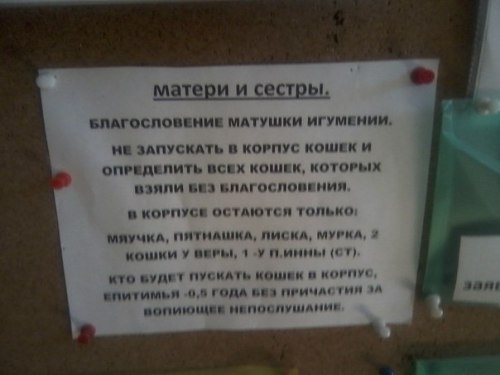 матери и сестры.
БЛАГОСЛОВЕНИЕ МАТУШКИ ИГУМЕНИИ.
НЕ ЗАПУСКАТЬ В КОРПУС КОШЕК И
ОПРЕДЕЛИТЬ ВСЕХ КОШЕК, КОТОРЫХ
ВЗЯЛИ БЕЗ БЛАГОСЛОВЕНИЯ.
В КОРПУСЕ ОСТАЮТСЯ ТОЛЬКО:
МЯУЧКА, ПЯТНАШКА, ЛИСКА, МУРКА, 2
КОШКИ У ВЕРЫ, 1 -У П.ИННЫ (СТ).
КТО БУДЕТ ПУСКАТЬ КОШЕК В КОРПУС,
ЕПИТИМЬЯ -0,5 ГОДА БЕЗ ПРИЧАСТИЯ ЗА
ВОПИЮЩЕЕ НЕПОСЛУШАНИЕ.